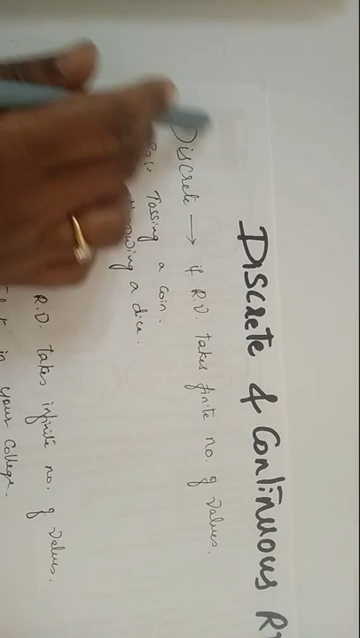 Discrete & Continuous
Discrete → if R.V. takes finite no. of values.
Tossing a coin.
a dice.
R.V. takes infinite no. of values.
in your college.